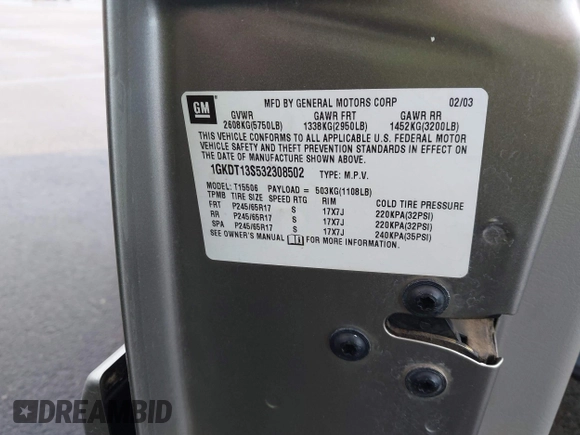 GM
MFD BY GENERAL MOTORS CORP 02/03
GVWR GAWR FRT GAWR RR
2608KG(5750LB) 1338KG(2950LB) 1452KG(3200LB)
THIS VEHICLE CONFORMS TO ALL APPLICABLE U.S. FEDERAL MOTOR
VEHICLE SAFETY AND THEFT PREVENTION STANDARDS IN EFFECT ON
THE DATE OF MANUFACTURE SHOWN ABOVE.
1GKDT13S532308502 TYPE: M.P.V.
MODEL: T15506 PAYLOAD = 503KG(1108LB)
TPMB TIRE SIZE SPEED RTG RIM COLD TIRE PRESSURE
FRT P245/65R17 S 17X7J 220KPA(32PSI)
RR P245/65R17 S 17X7J 220KPA(32PSI)
SPA P245/65R17 S 17X7J 240KPA(35PSI)
SEE OWNER'S MANUAL FOR MORE INFORMATION.
DREAMBID